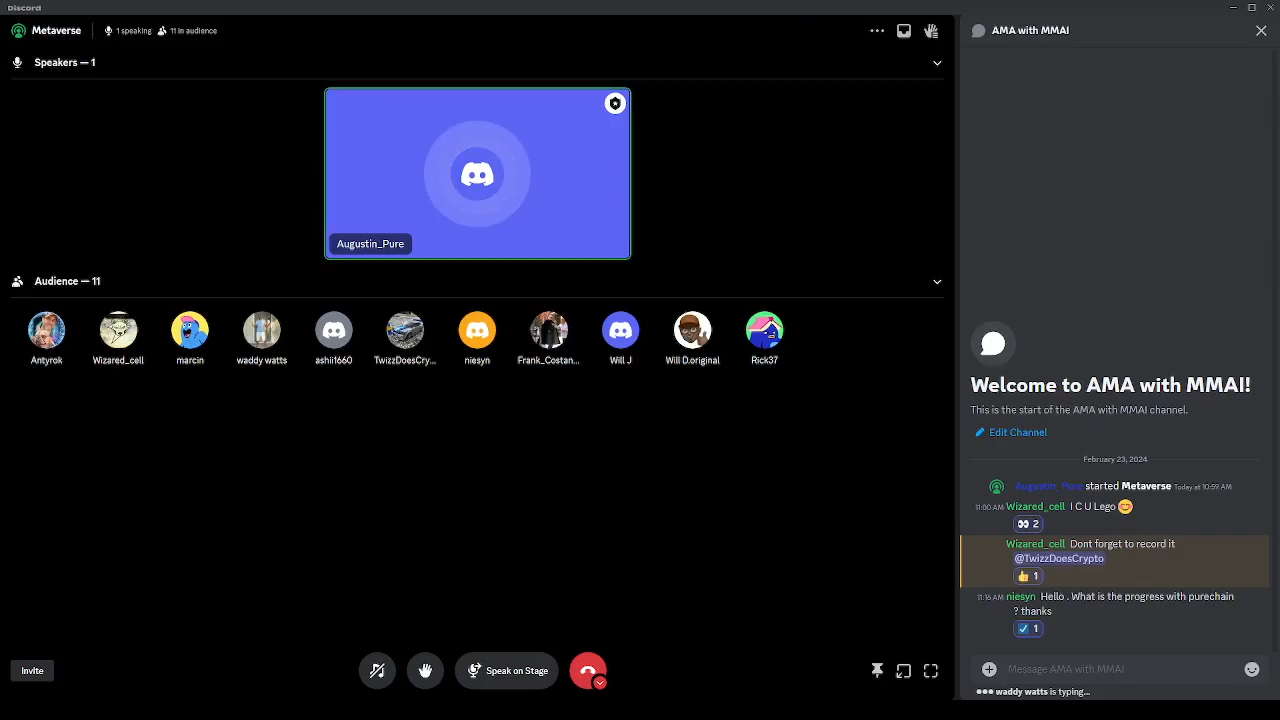 Discord
Metaverse
1 speaking
11 in audience
AMA with MMAI
Speakers — 1
Augustin_Pure
Audience — 11
Antyrok
Wizared_cell
marcin
waddy watts
ashii1660
TwizzDoesCry...
niesyn
Frank_Costan...
Will J
Will D.original
Rick37
Welcome to AMA with MMAI!
This is the start of the AMA with MMAI channel.
Edit Channel
February 23, 2024
Augustin_Pure started Metaverse Today at 10:59 AM
11:00 AM Wizared_cell I C U Lego 😊
👀 2
Wizared_cell Dont forget to record it
@TwizzDoesCrypto
👍 1
11:16 AM niesyn Hello . What is the progress with purechain
? thanks
☑️ 1
Invite
Speak on Stage
Message AMA with MMAI
waddy watts is typing...